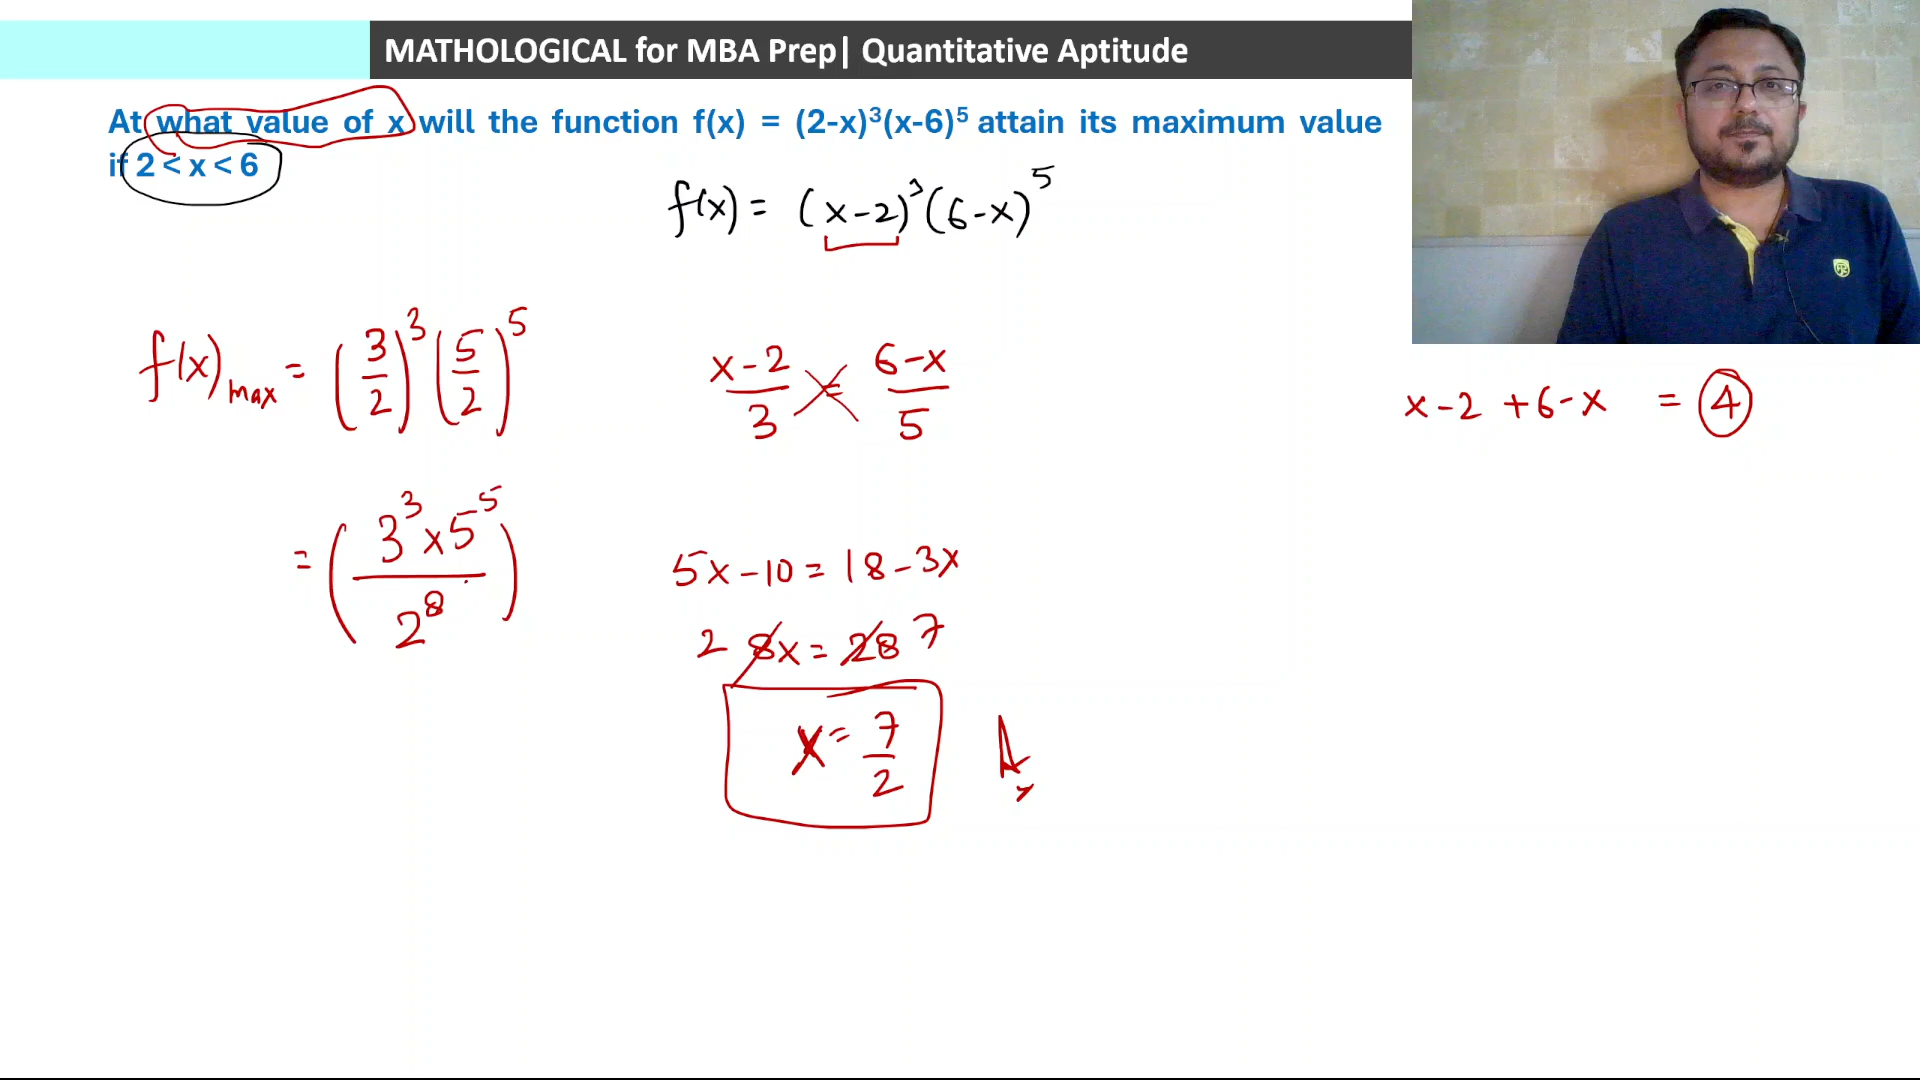 MATHOLOGICAL for MBA Prep| Quantitative Aptitude
At what value of x will the function f(x) = (2-x)³(x-6)⁵ attain its maximum value
if 2 < x < 6
f(x) = (x-2)³(6-x)⁵
f(x)max = (3/2)³(5/2)⁵
= (3³×5⁵/2⁸)
x-2/3 = 6-x/5
5x-10 = 18-3x
2 8x = 28 7
x = 7/2
x-2 +6-x = 4